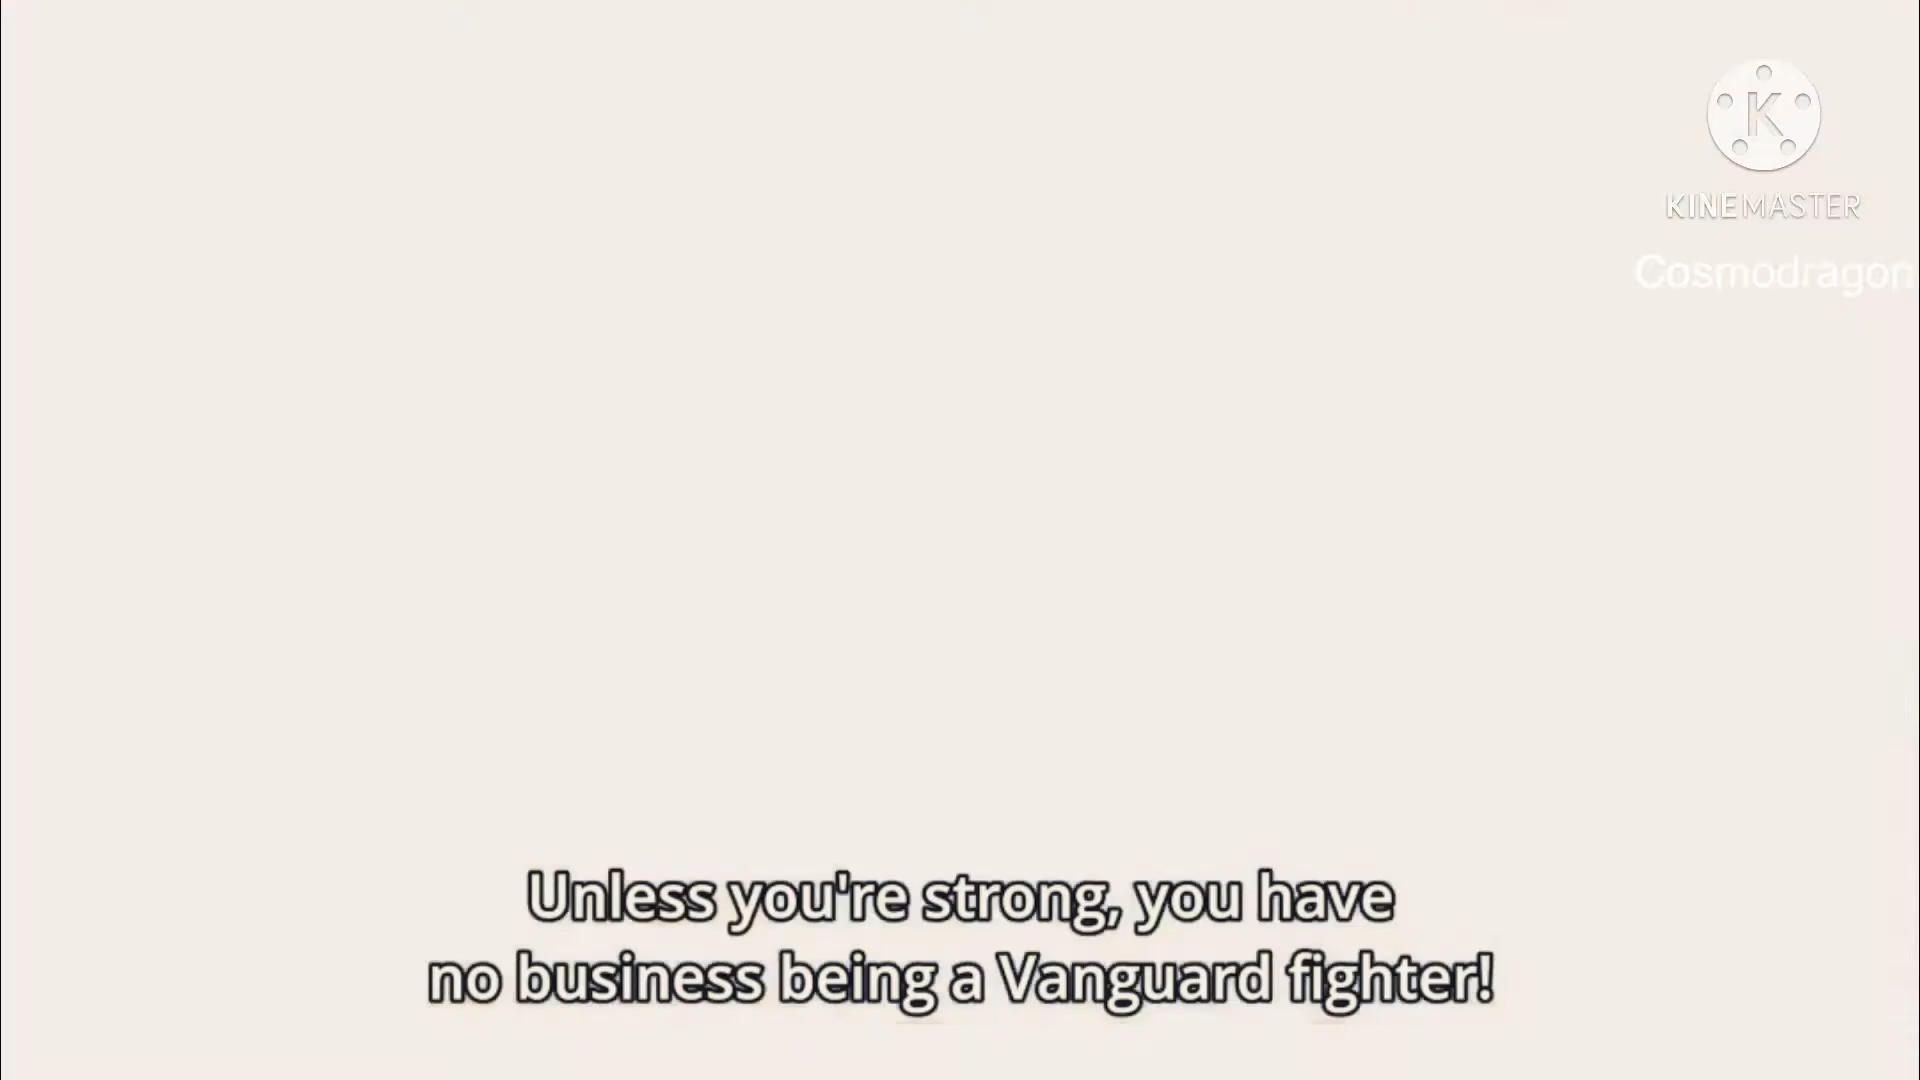 K
KINEMASTER
Cosmodragon
Unless you're strong, you have
no business being a Vanguard fighter!